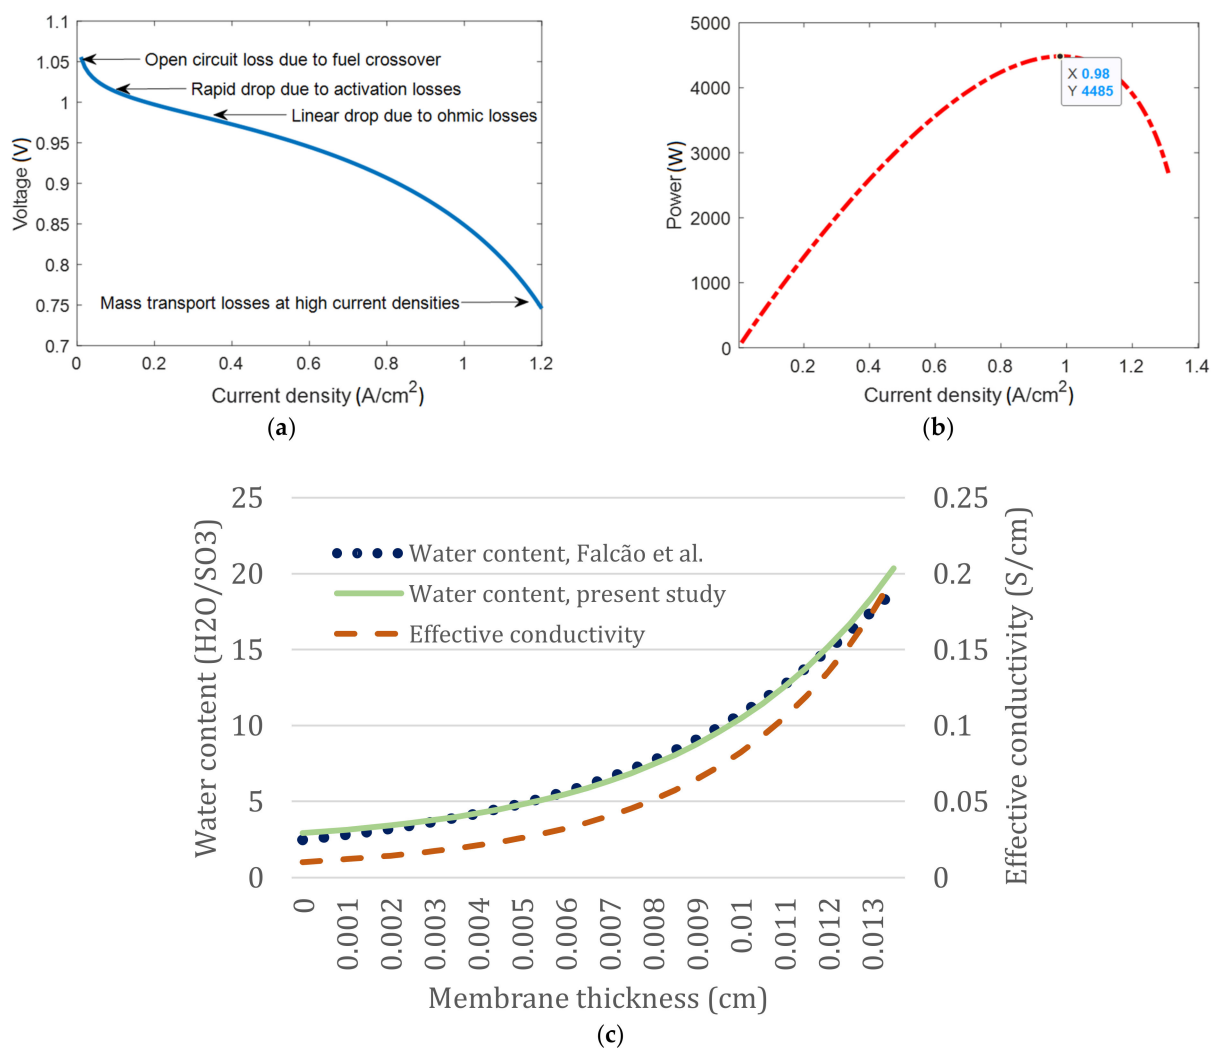 1.1
1.05
1
0.95
0.9
0.85
0.8
0.75
0.7
Voltage (V)
Open circuit loss due to fuel crossover
Rapid drop due to activation losses
Linear drop due to ohmic losses
Mass transport losses at high current densities
0 0.2 0.4 0.6 0.8 1 1.2
Current density (A/cm2)
(a)
5000
4000
3000
2000
1000
0
Power (W)
X 0.98
Y 4485
0.2 0.4 0.6 0.8 1 1.2 1.4
Current density (A/cm2)
(b)
25
20
15
10
5
0
Water content (H2O/SO3)
Water content, Falcão et al.
Water content, present study
Effective conductivity
0.25
0.2
0.15
0.1
0.05
0
Effective conductivity (S/cm)
0 0.001 0.002 0.003 0.004 0.005 0.006 0.007 0.008 0.009 0.01 0.011 0.012 0.013
Membrane thickness (cm)
(c)